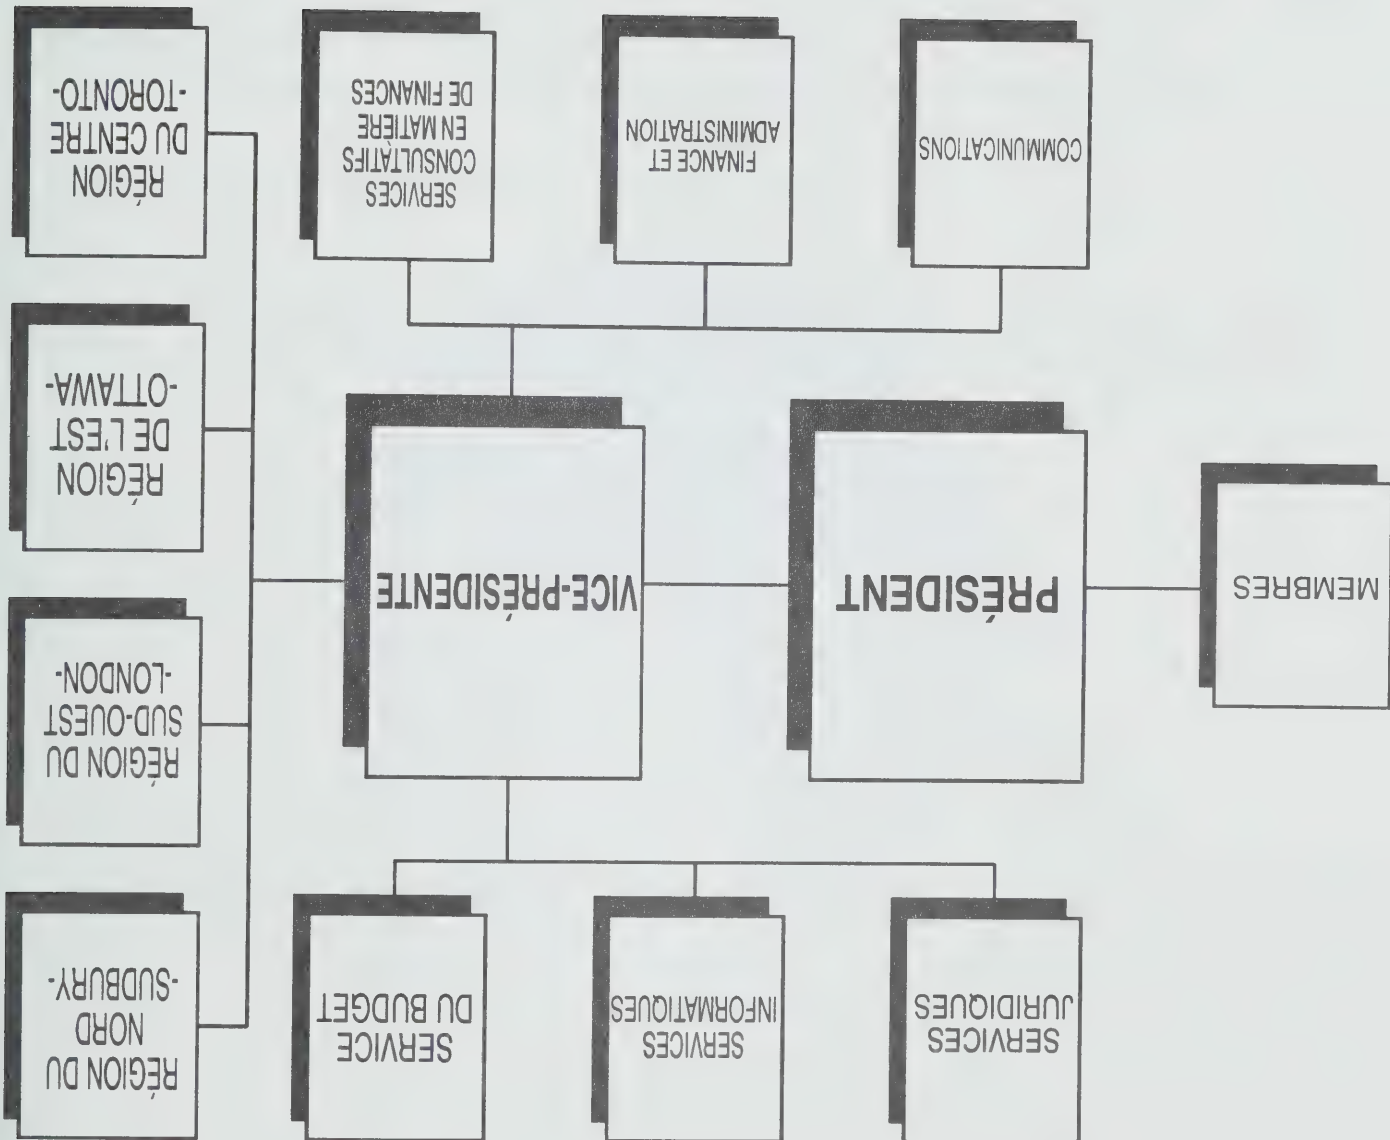 SERVICES
JURIDIQUES
SERVICES
INFORMATIQUES
SERVICE
DU BUDGET
RÉGION DU
NORD
-SUDBURY-
MEMBRES
PRÉSIDENT
VICE-PRÉSIDENTE
RÉGION DU
SUD-OUEST
-LONDON-
RÉGION
DE L'EST
-OTTAWA-
COMMUNICATIONS
FINANCE ET
ADMINISTRATION
SERVICES
CONSULTATIFS
EN MATIÈRE
DE FINANCES
RÉGION
DU CENTRE
-TORONTO-